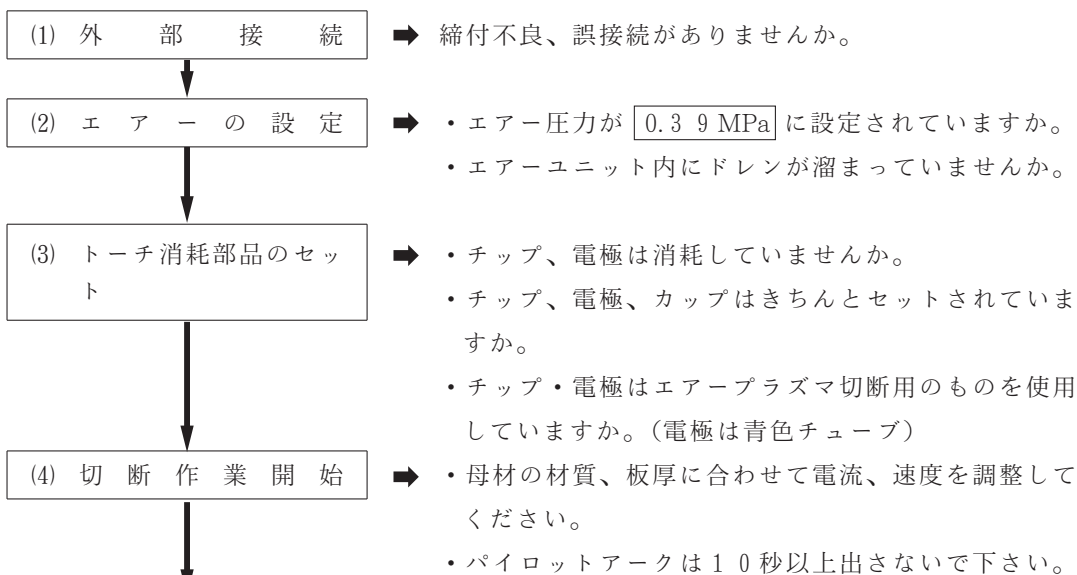 (1) 外部接続 ➡ 締付不良、誤接続がありませんか。
(2) エアーの設定 ➡ ・エアー圧力が 0.39MPa に設定されていますか。
・エアーユニット内にドレンが溜まっていませんか。
(3) トーチ消耗部品のセッ ➡ ・チップ、電極は消耗していませんか。
ト ・チップ、電極、カップはきちんとセットされていま
すか。
・チップ・電極はエアープラズマ切断用のものを使用
していますか。(電極は青色チューブ)
(4) 切断作業開始 ➡ ・母材の材質、板厚に合わせて電流、速度を調整して
ください。
・パイロットアークは10秒以上出さないで下さい。